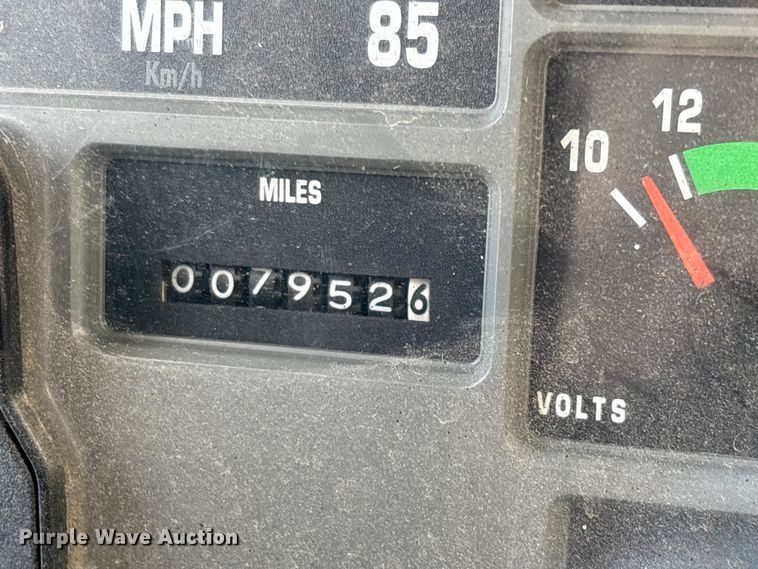 MPH 85
Km/h
12
10
MILES
0079526
VOLTS
Purple Wave Auction